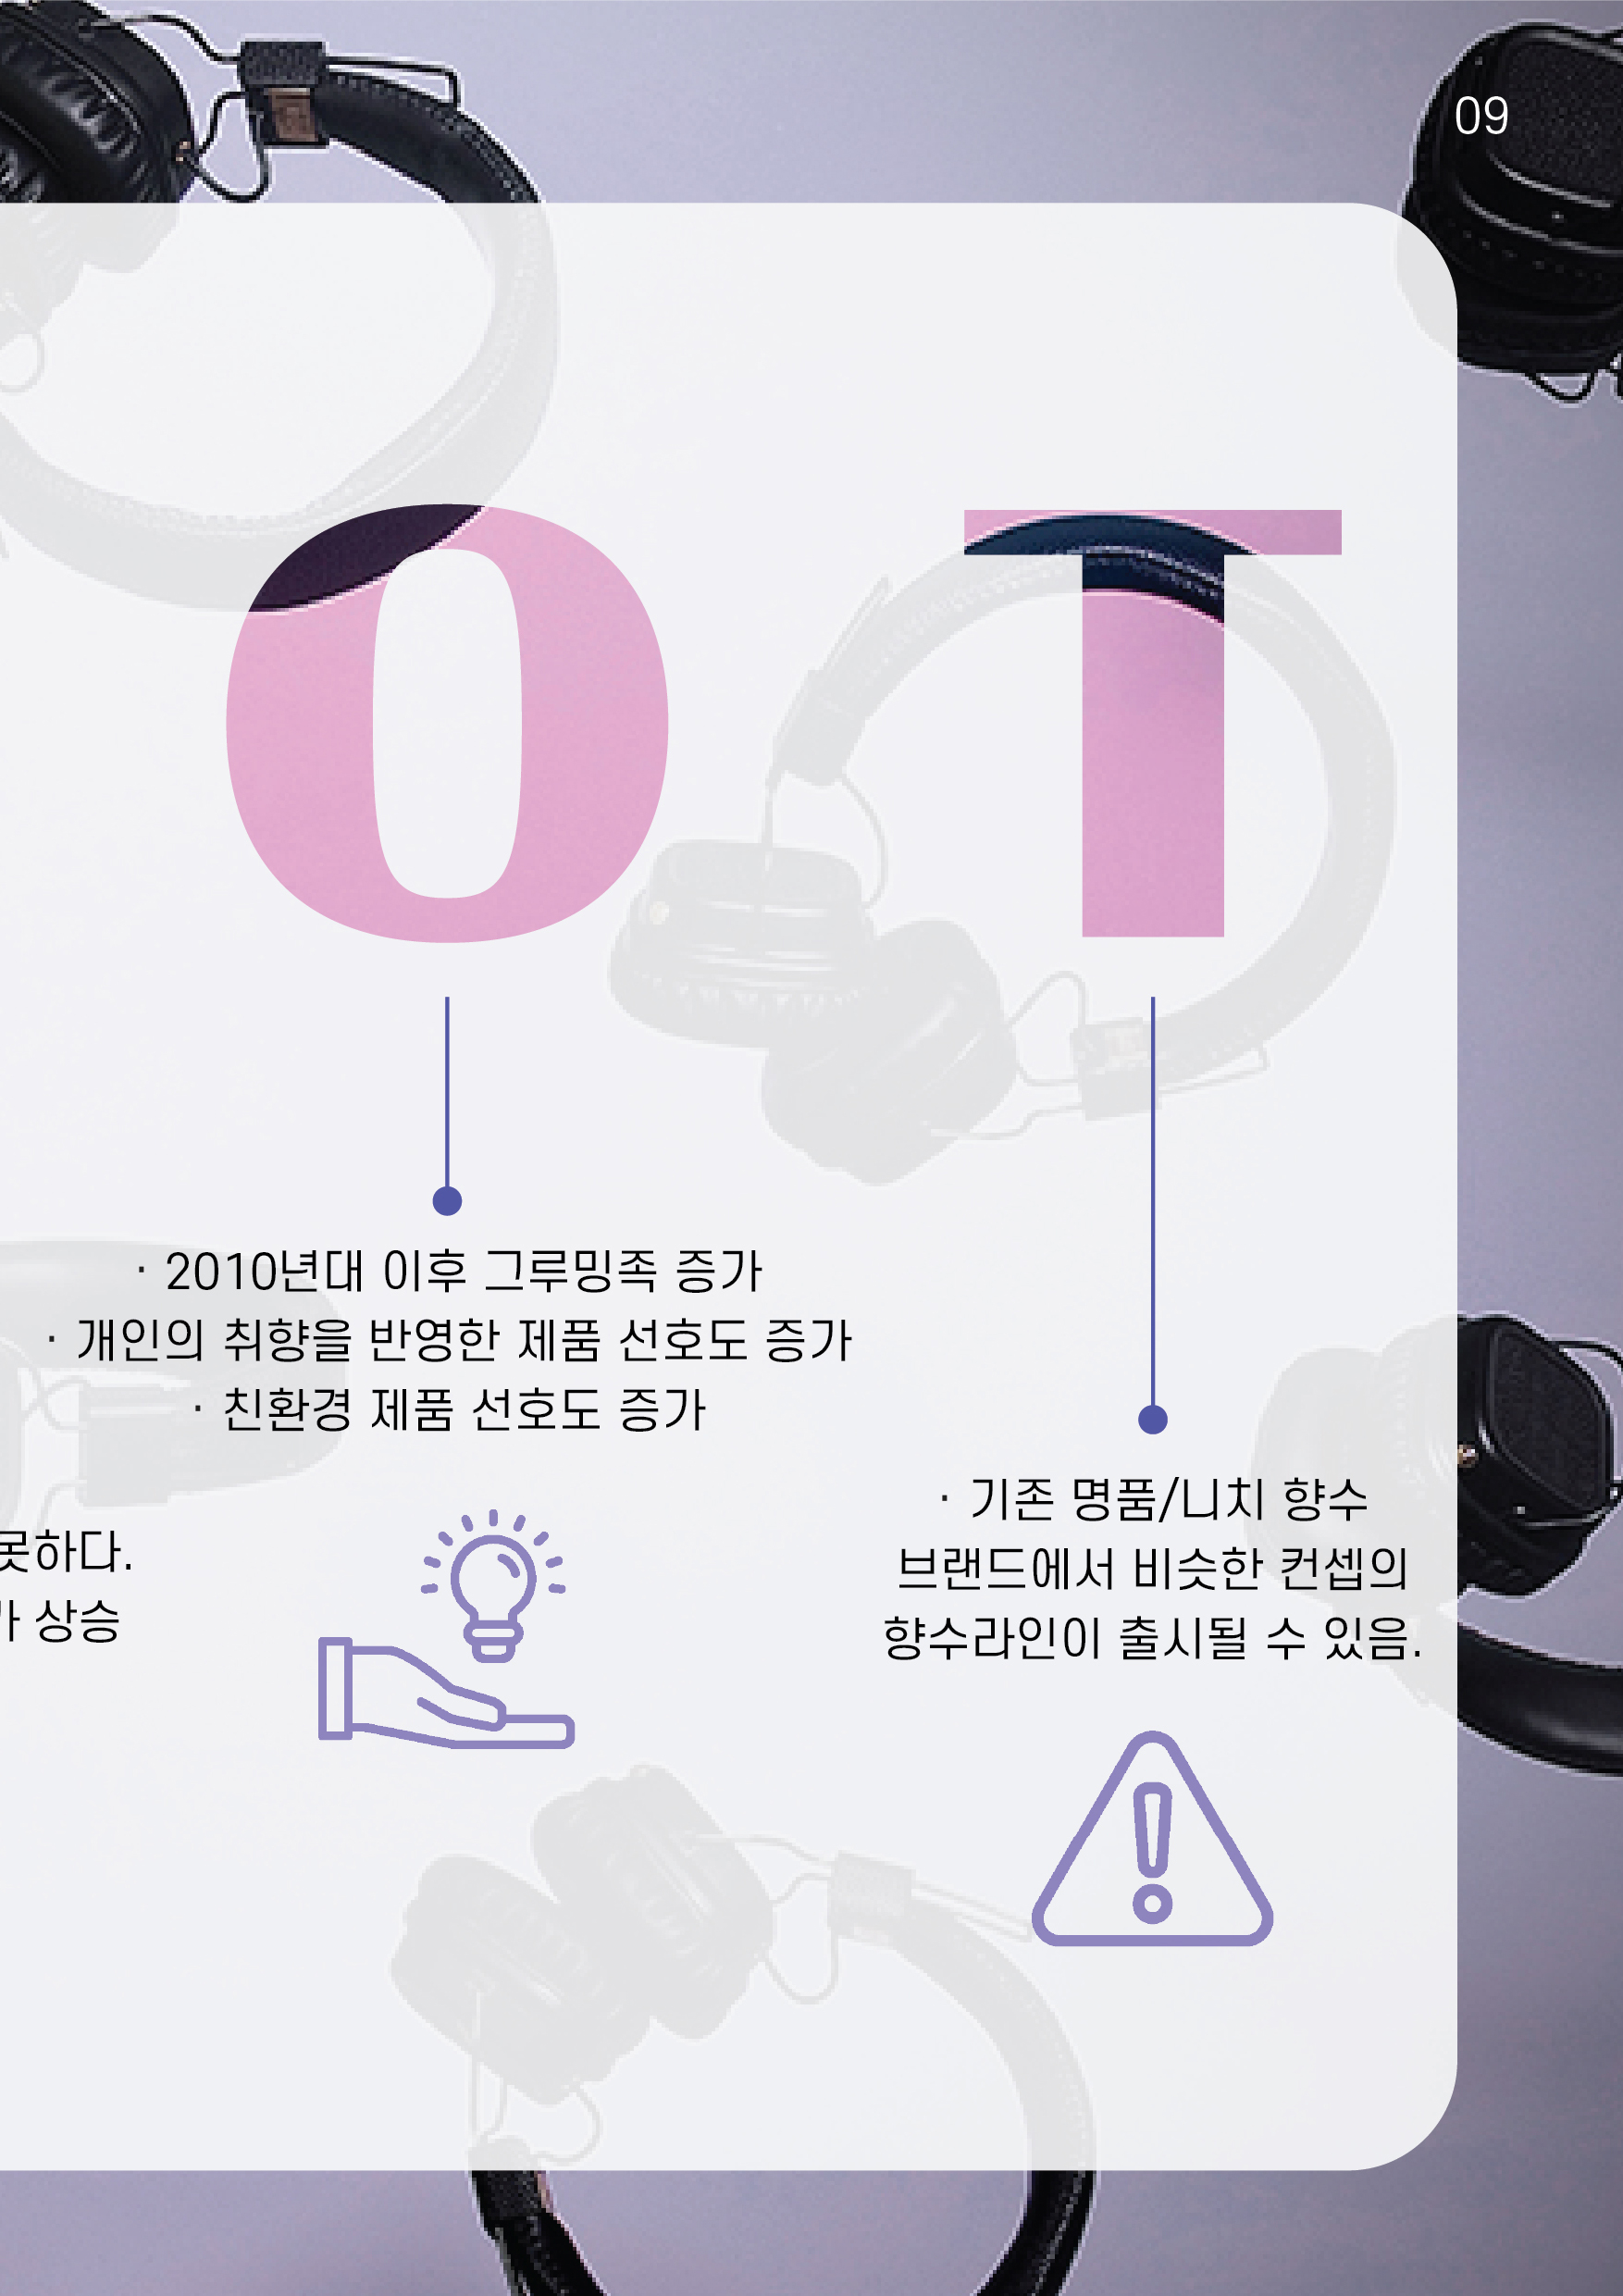 09
O T
· 2010년대 이후 그루밍족 증가
· 개인의 취향을 반영한 제품 선호도 증가
· 친환경 제품 선호도 증가
못하다.
가 상승
· 기존 명품/니치 향수
브랜드에서 비슷한 컨셉의
향수라인이 출시될 수 있음.